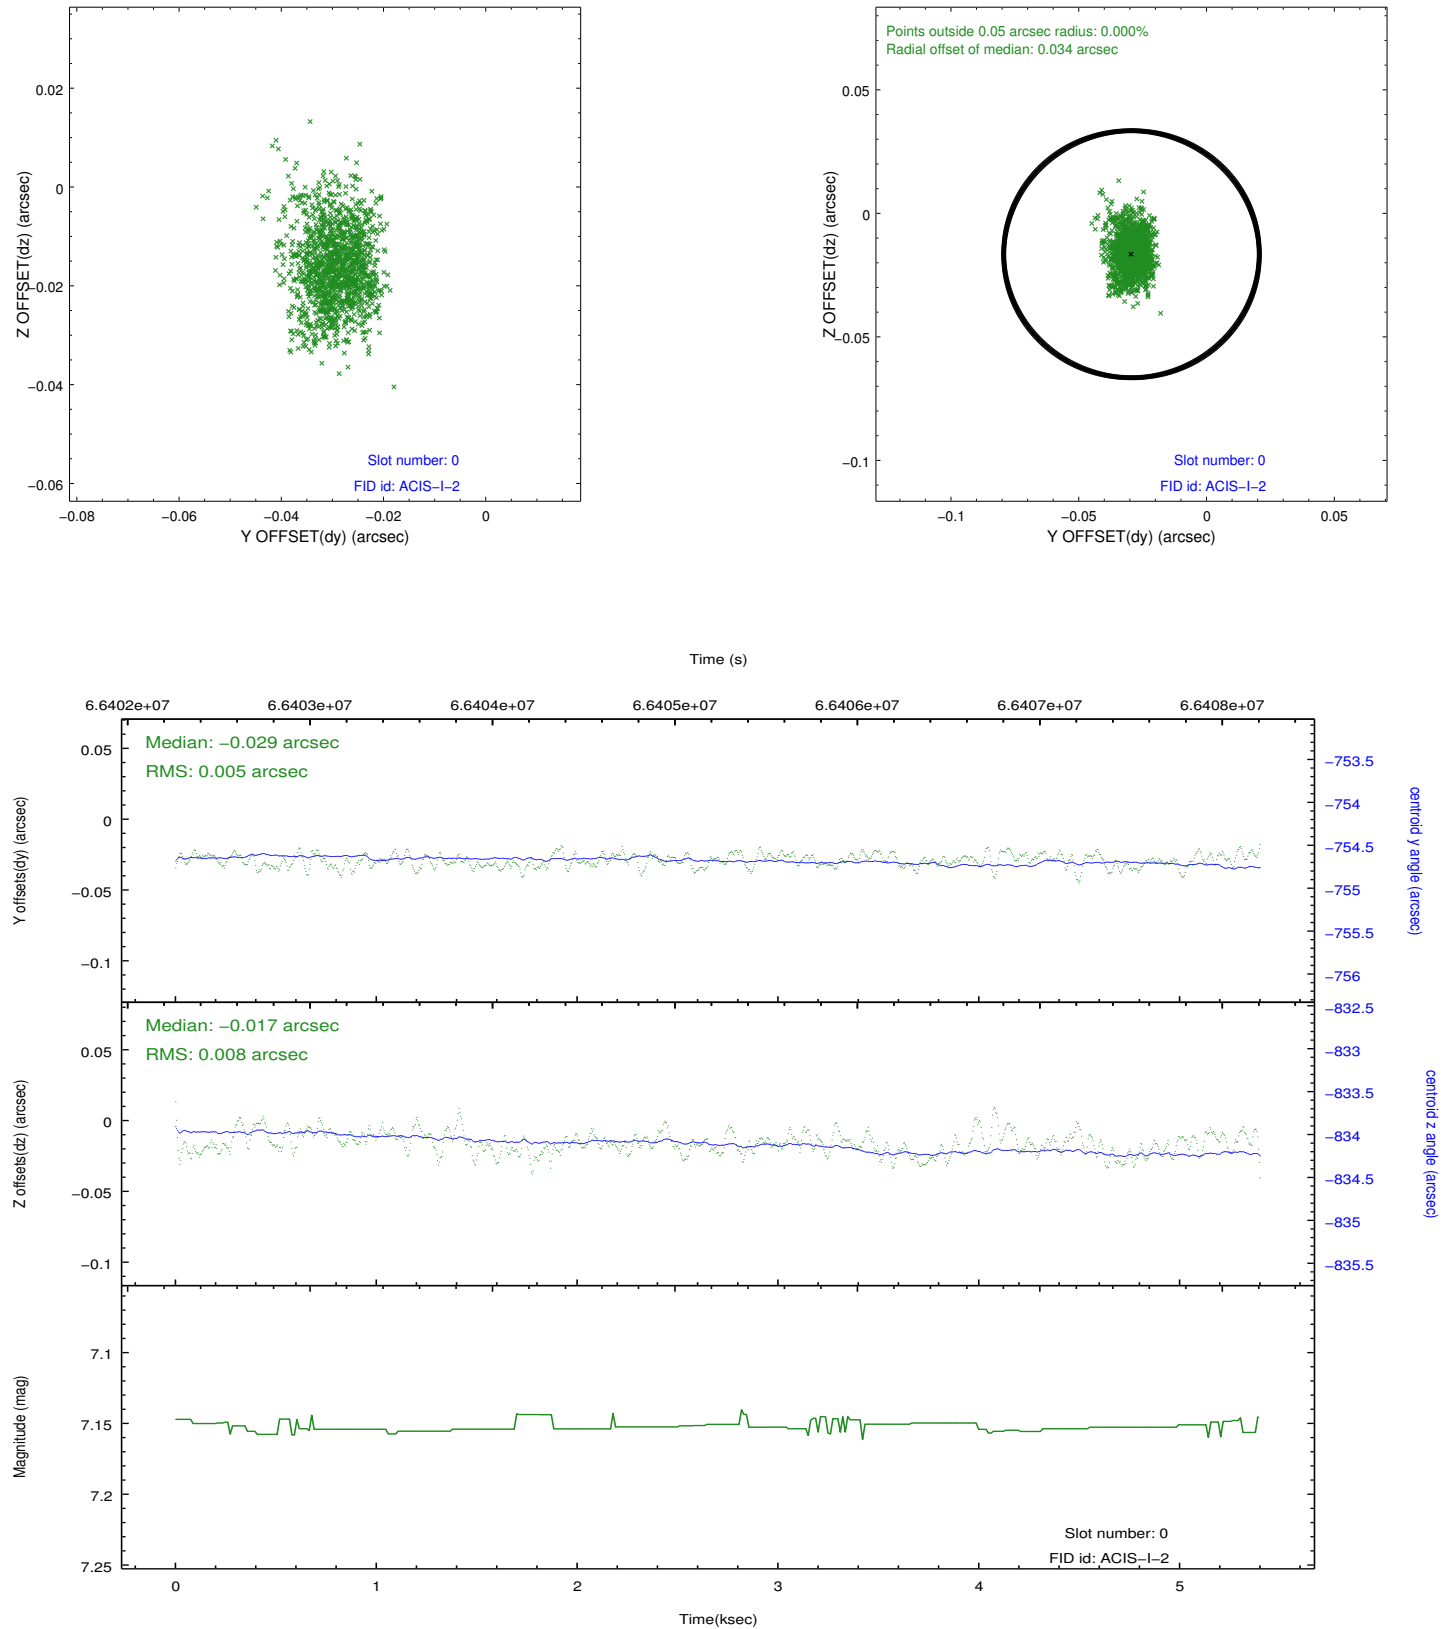 0.02
0
−0.02
−0.04
−0.06
Z OFFSET(dz) (arcsec)
Slot number: 0
FID id: ACIS−I−2
−0.08 −0.06 −0.04 −0.02 0
Y OFFSET(dy) (arcsec)
Points outside 0.05 arcsec radius: 0.000%
Radial offset of median: 0.034 arcsec
0.05
0
−0.05
−0.1
Z OFFSET(dz) (arcsec)
Slot number: 0
FID id: ACIS−I−2
−0.1 −0.05 0 0.05
Y OFFSET(dy) (arcsec)
Time (s)
6.6402e+07 6.6403e+07 6.6404e+07 6.6405e+07 6.6406e+07 6.6407e+07 6.6408e+07
Median: −0.029 arcsec
RMS: 0.005 arcsec
0.05
0
−0.05
−0.1
Y offsets(dy) (arcsec)
−753.5
−754
−754.5
−755
−755.5
−756
centroid y angle (arcsec)
Median: −0.017 arcsec
RMS: 0.008 arcsec
0.05
0
−0.05
−0.1
Z offsets(dz) (arcsec)
−832.5
−833
−833.5
−834
−834.5
−835
−835.5
centroid z angle (arcsec)
7.1
7.15
7.2
7.25
Magnitude (mag)
Slot number: 0
FID id: ACIS−I−2
0 1 2 3 4 5
Time(ksec)